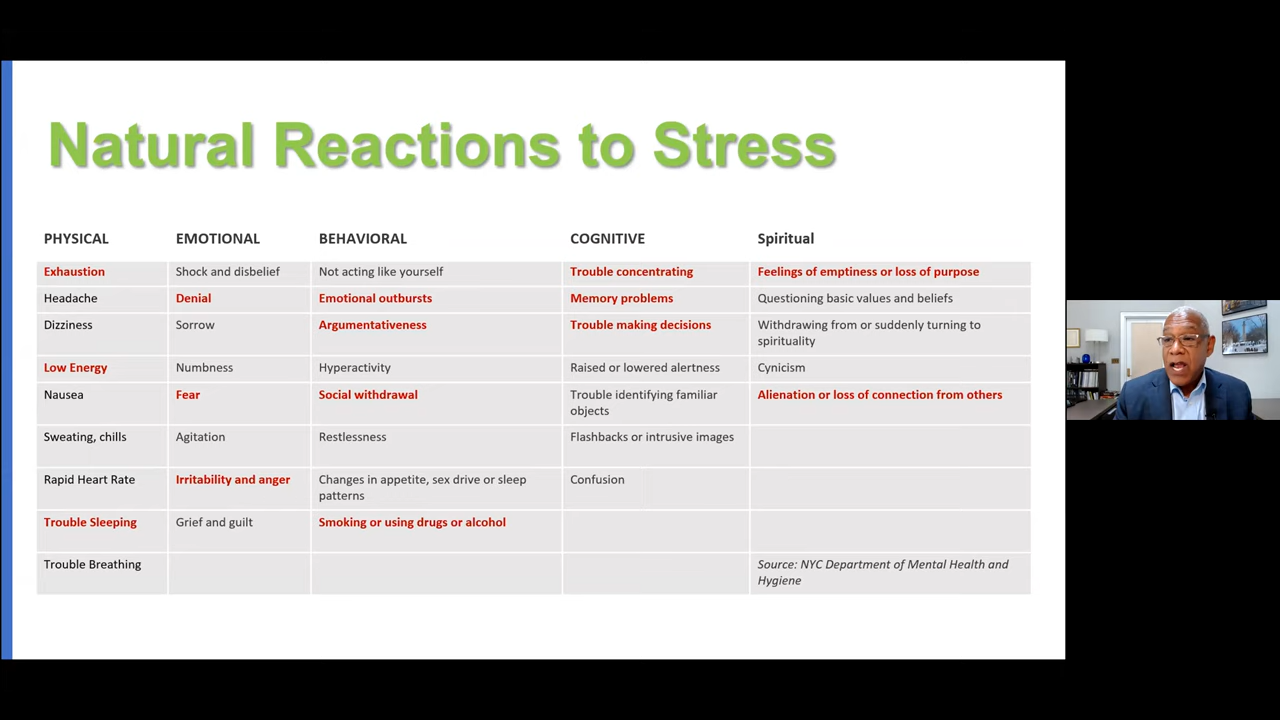 Natural Reactions to Stress
PHYSICAL EMOTIONAL BEHAVIORAL COGNITIVE Spiritual
Exhaustion Shock and disbelief Not acting like yourself Trouble concentrating Feelings of emptiness or loss of purpose
Headache Denial Emotional outbursts Memory problems Questioning basic values and beliefs
Dizziness Sorrow Argumentativeness Trouble making decisions Withdrawing from or suddenly turning to
spirituality
Low Energy Numbness Hyperactivity Raised or lowered alertness Cynicism
Nausea Fear Social withdrawal Trouble identifying familiar Alienation or loss of connection from others
objects
Sweating, chills Agitation Restlessness Flashbacks or intrusive images
Rapid Heart Rate Irritability and anger Changes in appetite, sex drive or sleep Confusion
patterns
Trouble Sleeping Grief and guilt Smoking or using drugs or alcohol
Trouble Breathing Source: NYC Department of Mental Health and
Hygiene